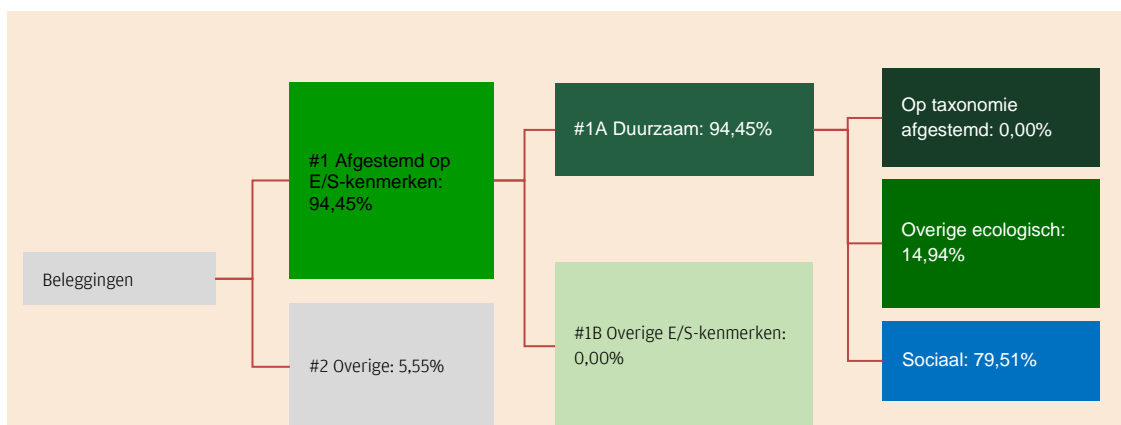 Beleggingen
#1 Afgestemd op
E/S-kenmerken:
94,45%
#2 Overige: 5,55%
#1A Duurzaam: 94,45%
#1B Overige E/S-kenmerken:
0,00%
Op taxonomie
afgestemd: 0,00%
Overige ecologisch:
14,94%
Sociaal: 79,51%